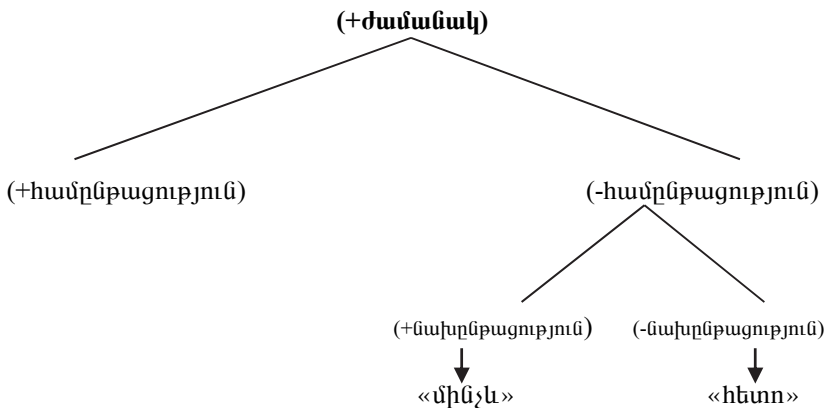 (+ժամանակ)
(+համընթացություն) (-համընթացություն)
(+նախընթացություն) (-նախընթացություն)
«մինչև» «հետո»